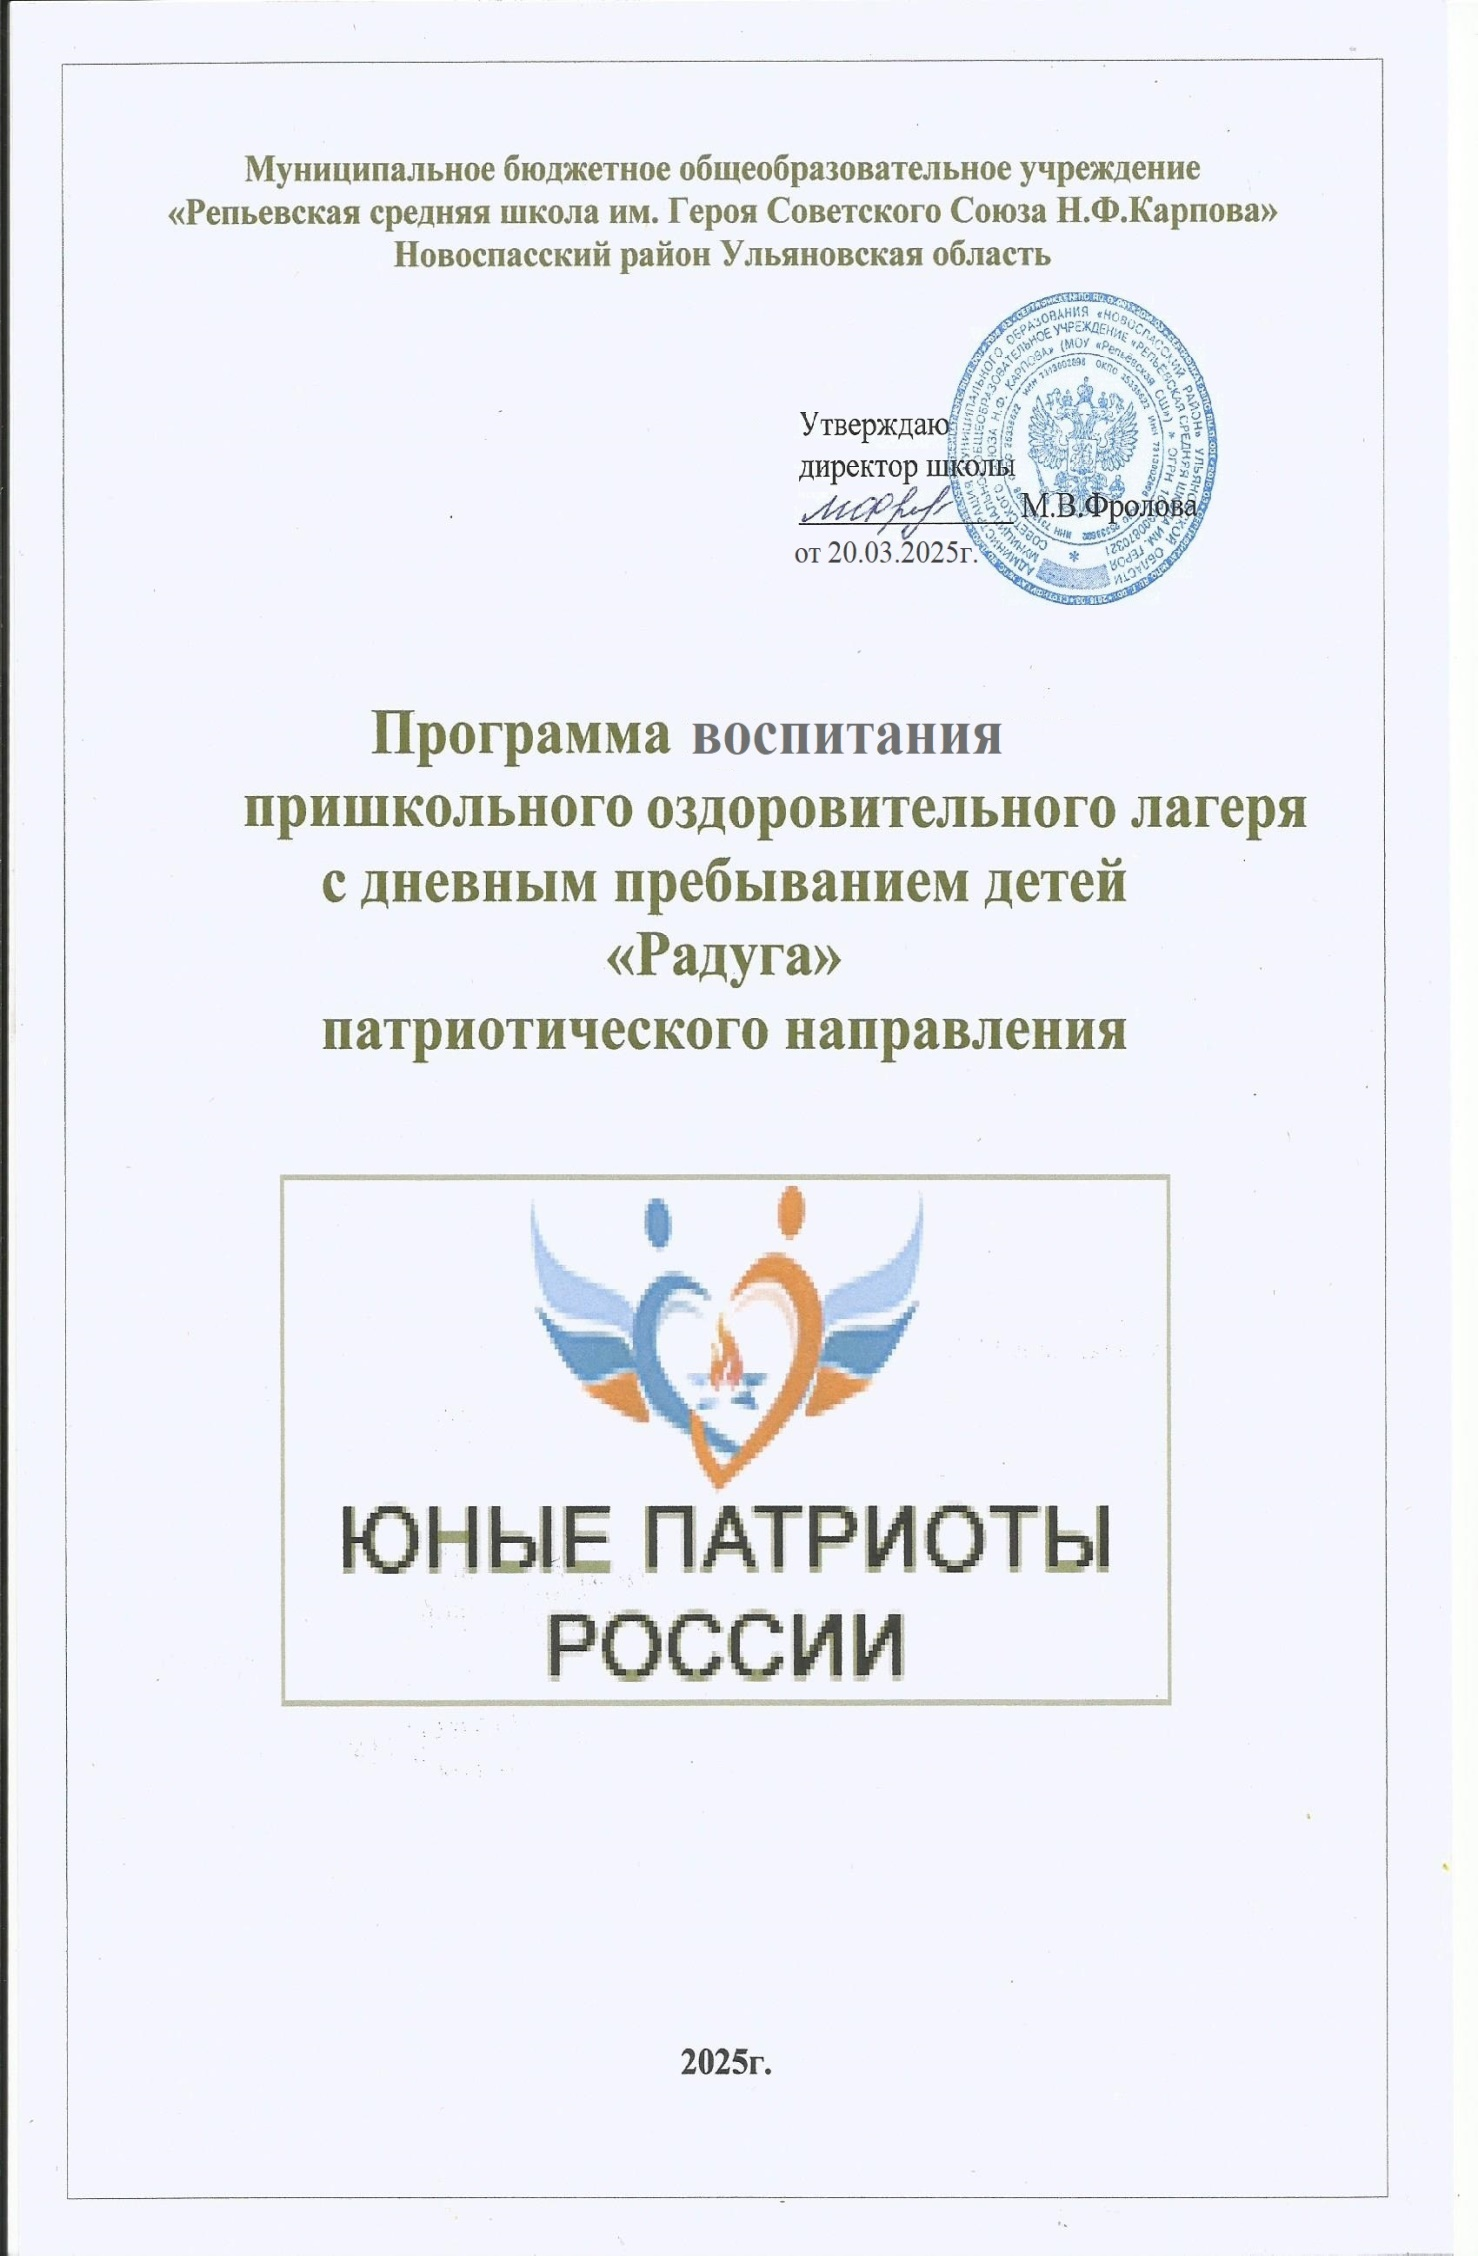 Муниципальное бюджетное общеобразовательное учреждение
«Репьевская средняя школа им. Героя Советского Союза Н.Ф.Карпова»
Новоспасский район Ульяновская область
Утверждаю
директор школы
М.В.Фролова
от 20.03.2025г.
Программа воспитания
пришкольного оздоровительного лагеря
с дневным пребыванием детей
«Радуга»
патриотического направления
ЮНЫЕ ПАТРИОТЫ
РОССИИ
2025г.